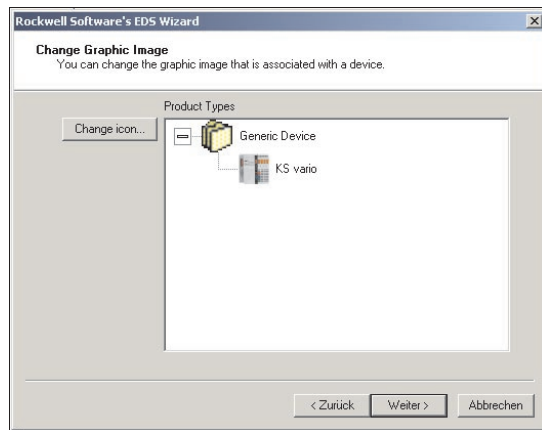 Rockwell Software's EDS Wizard
Change Graphic Image
You can change the graphic image that is associated with a device.
Product Types
Change icon...
Generic Device
KS vario
< Zurück
Weiter >
Abbrechen